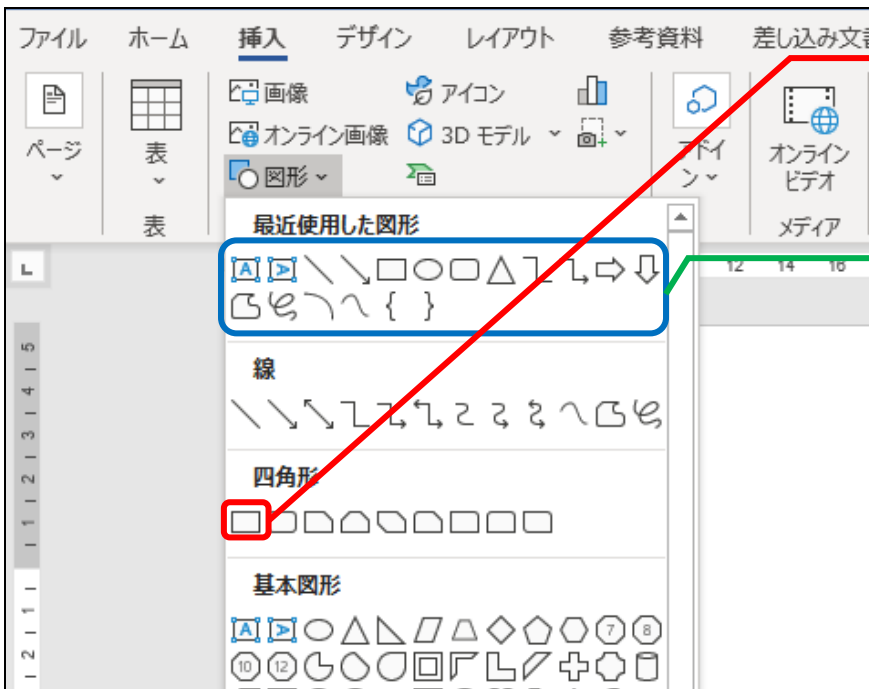 ファイル ホーム 挿入 デザイン レイアウト 参考資料 差し込み文書
ページ
表
表
画像
オンライン画像
図形
アイコン
3D モデル
アドイ
ン
オンライン
ビデオ
メディア
最近使用した図形
A A
{ }
L
12 14 16
5 4 3 2 1 1 2
線
四角形
基本図形
A A 7 8
10 12